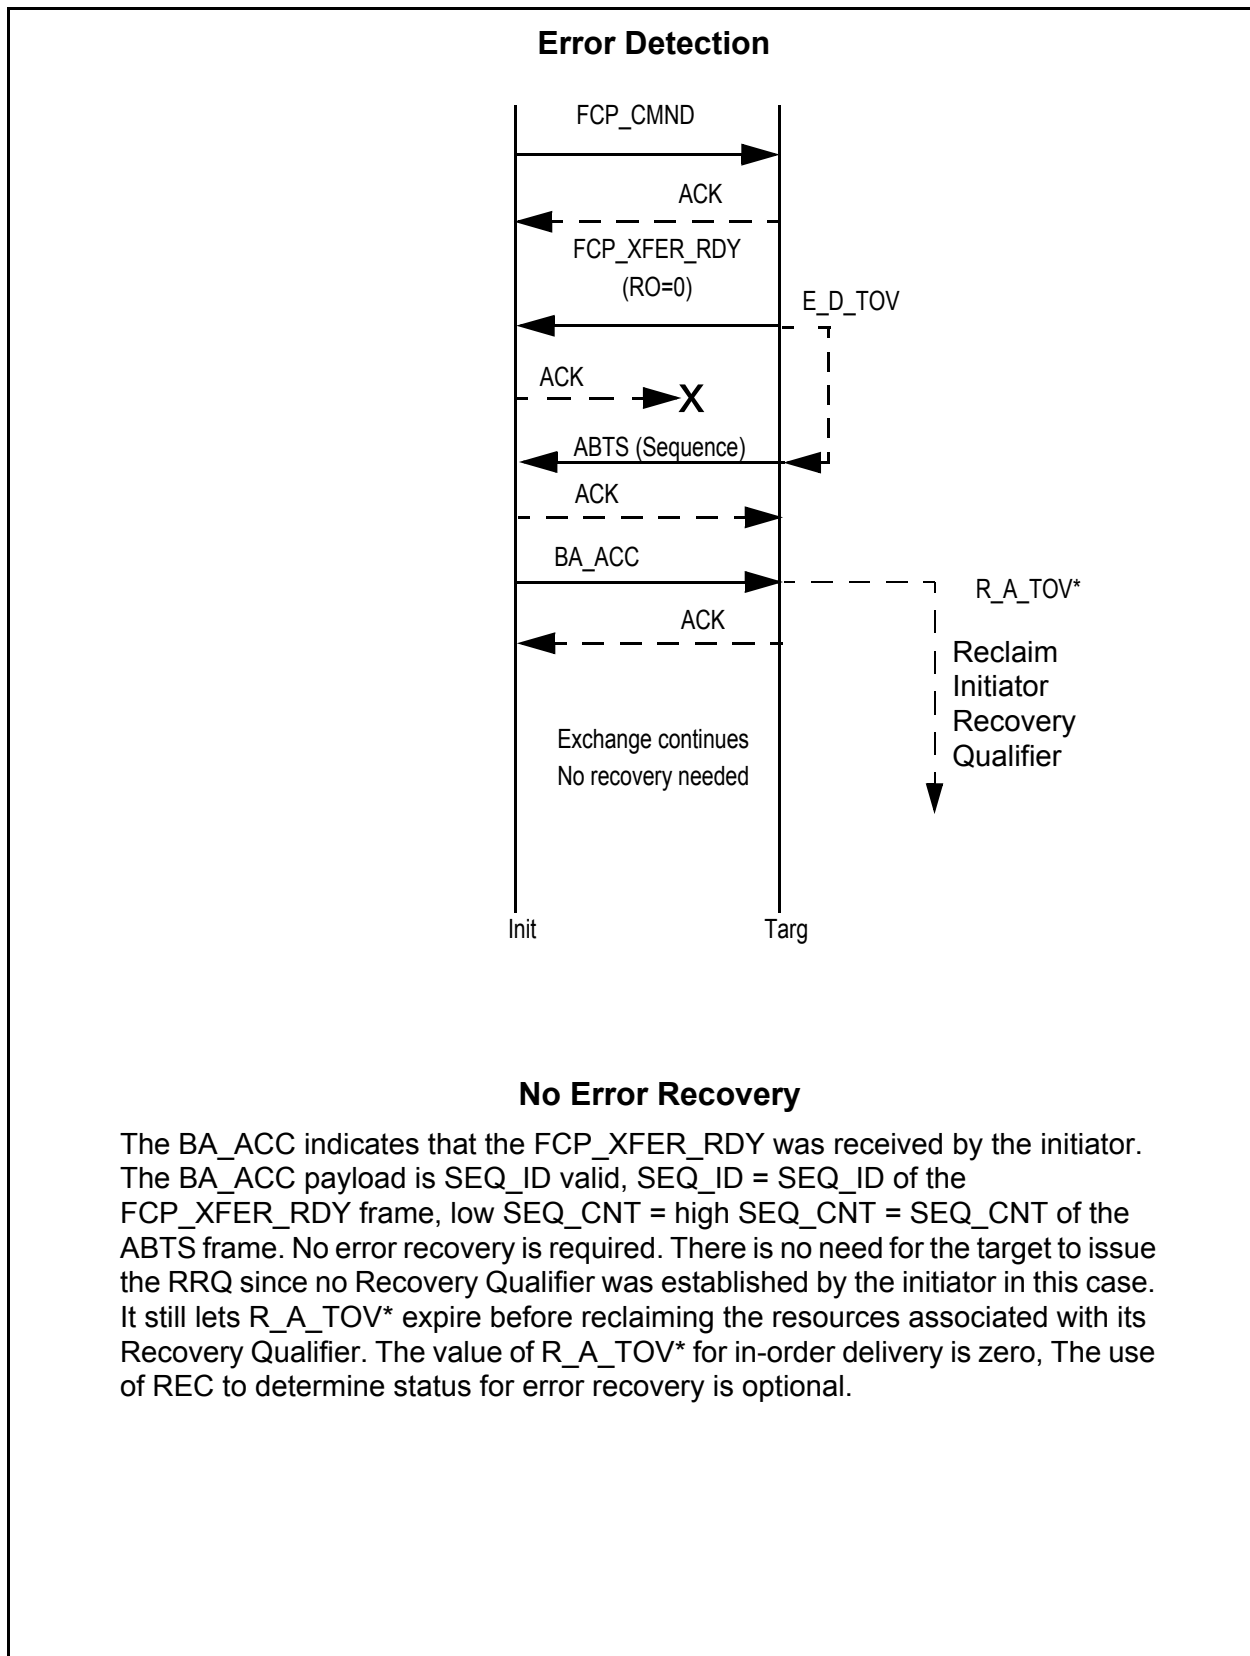 Error Detection
FCP_CMND
ACK
FCP_XFER_RDY
(RO=0)
E_D_TOV
ACK
X
ABTS (Sequence)
ACK
BA_ACC
R_A_TOV*
ACK
Reclaim
Initiator
Recovery
Qualifier
Exchange continues
No recovery needed
Init
Targ
No Error Recovery
The BA_ACC indicates that the FCP_XFER_RDY was received by the initiator.
The BA_ACC payload is SEQ_ID valid, SEQ_ID = SEQ_ID of the
FCP_XFER_RDY frame, low SEQ_CNT = high SEQ_CNT = SEQ_CNT of the
ABTS frame. No error recovery is required. There is no need for the target to issue
the RRQ since no Recovery Qualifier was established by the initiator in this case.
It still lets R_A_TOV* expire before reclaiming the resources associated with its
Recovery Qualifier. The value of R_A_TOV* for in-order delivery is zero, The use
of REC to determine status for error recovery is optional.